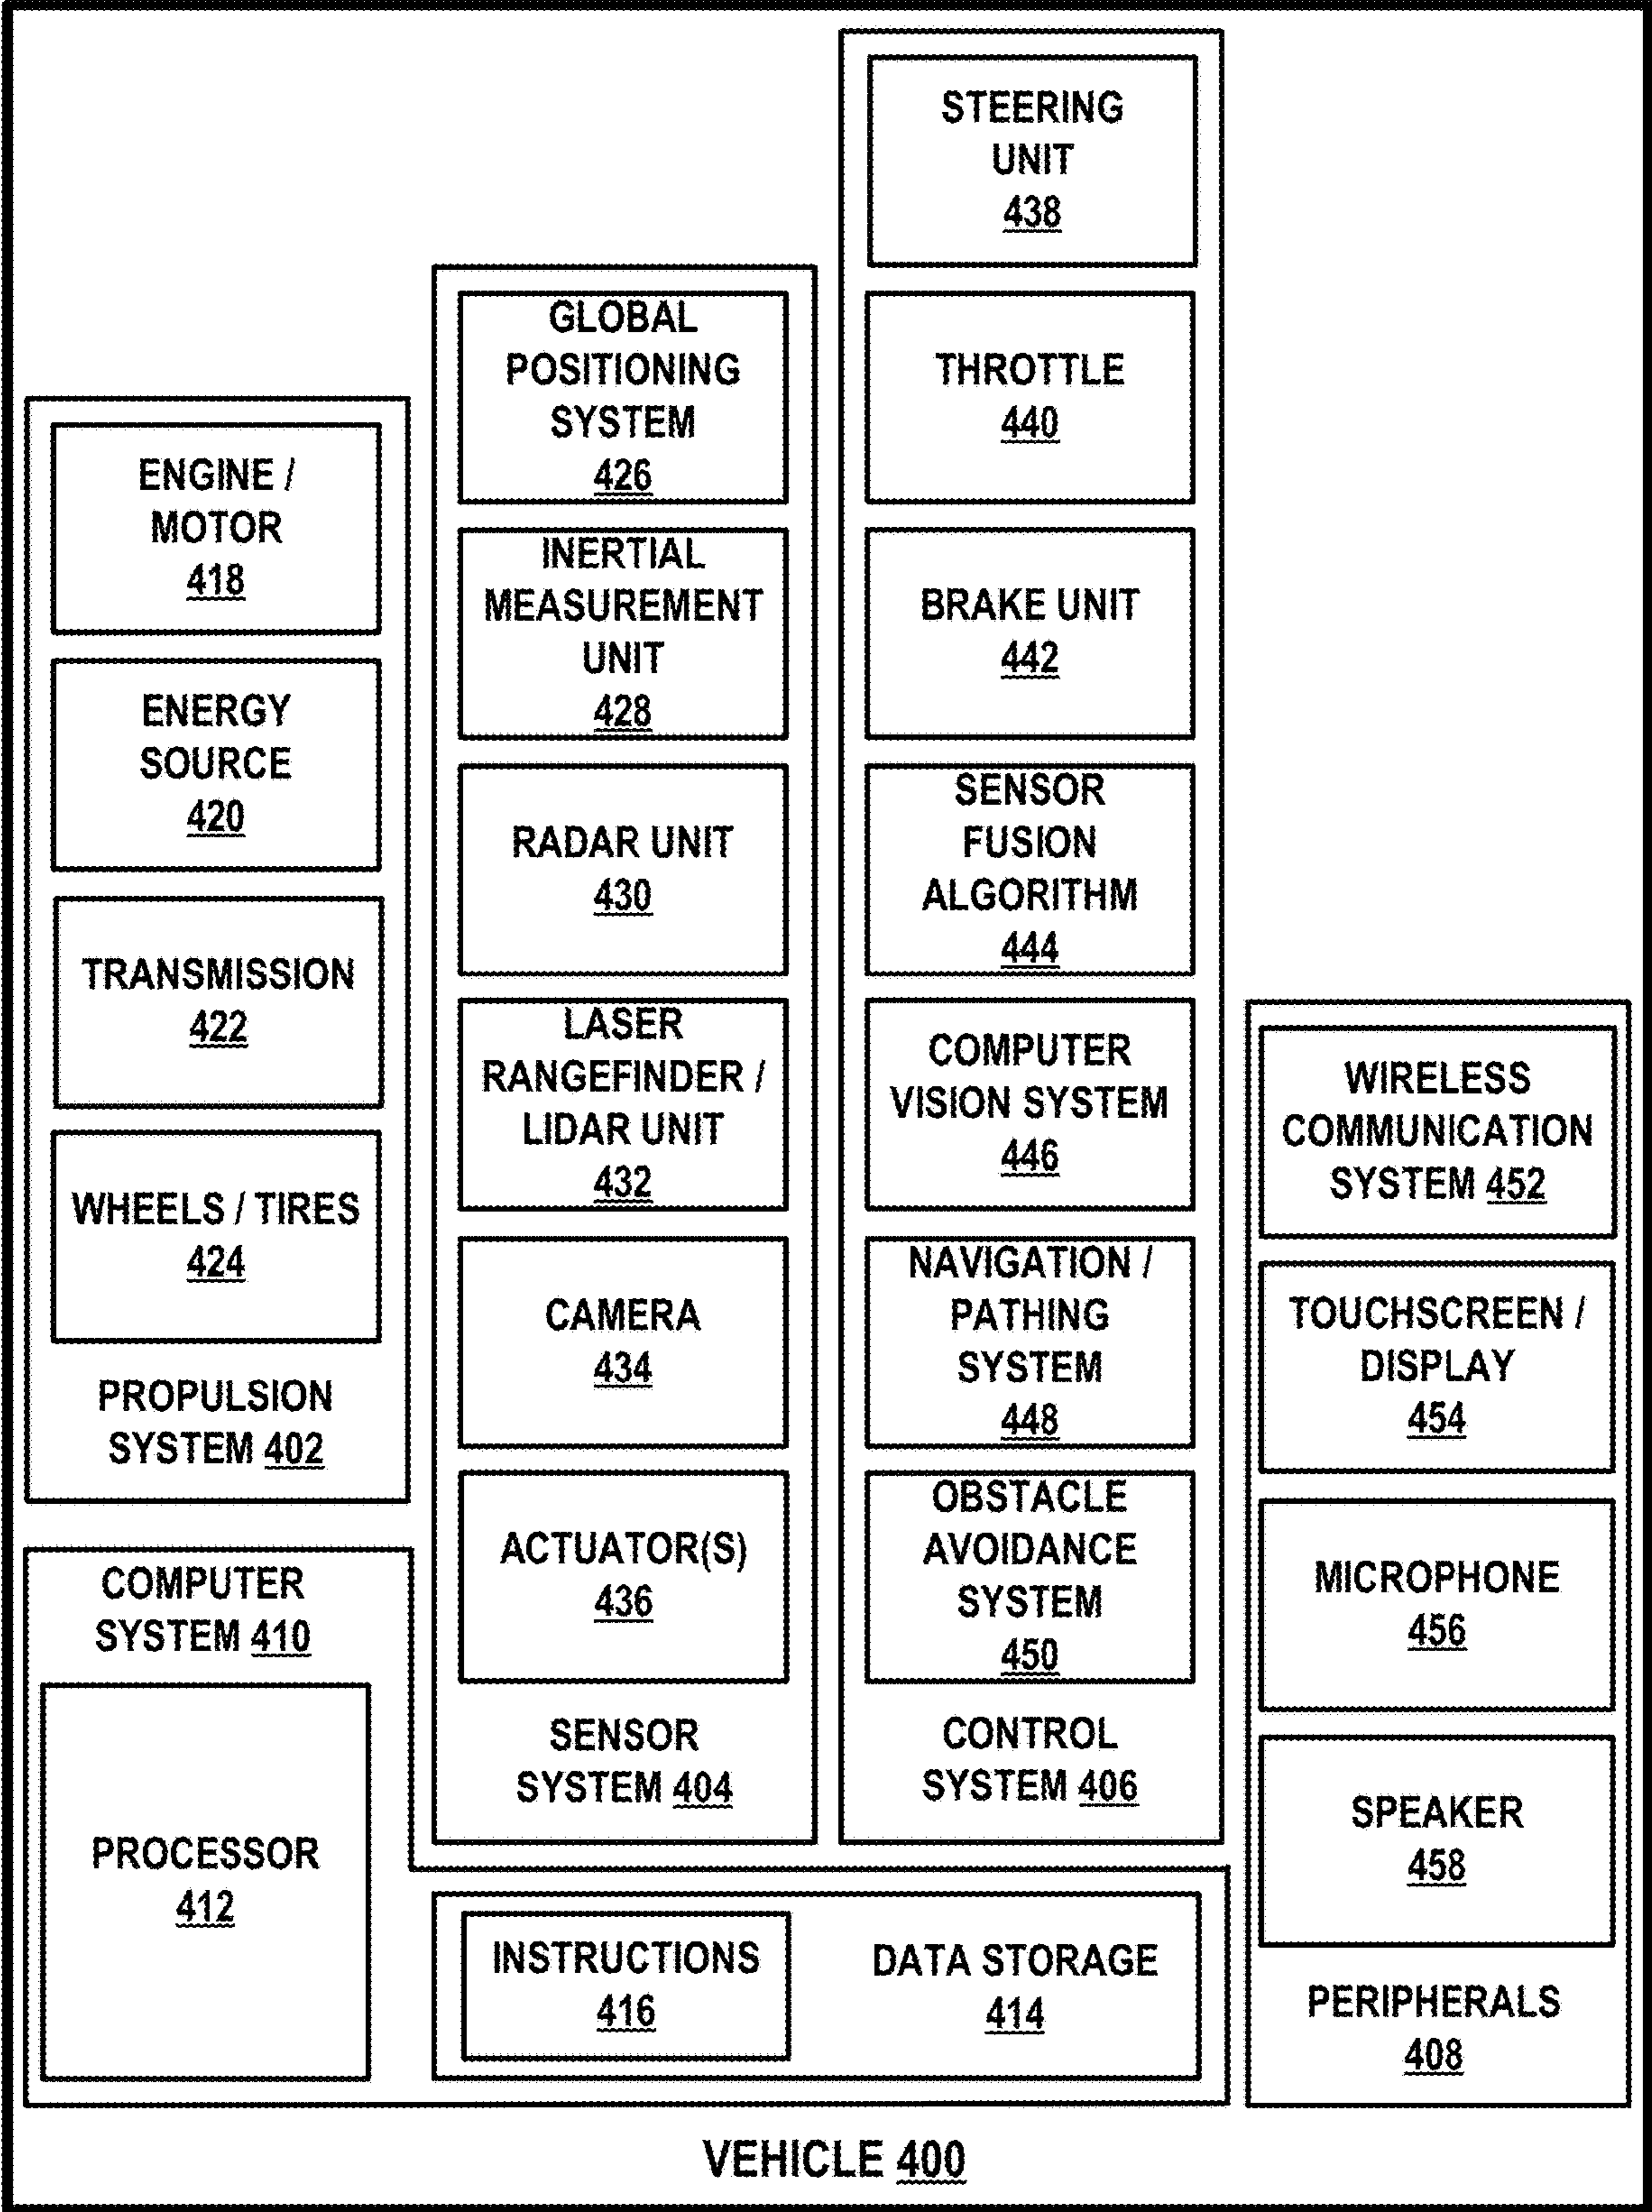 ENGINE /
MOTOR
418
ENERGY
SOURCE
420
TRANSMISSION
422
WHEELS / TIRES
424
PROPULSION
SYSTEM 402
GLOBAL
POSITIONING
SYSTEM
426
INERTIAL
MEASUREMENT
UNIT
428
RADAR UNIT
430
LASER
RANGEFINDER /
LIDAR UNIT
432
CAMERA
434
ACTUATOR(S)
436
SENSOR
SYSTEM 404
STEERING
UNIT
438
THROTTLE
440
BRAKE UNIT
442
SENSOR
FUSION
ALGORITHM
444
COMPUTER
VISION SYSTEM
446
NAVIGATION /
PATHING
SYSTEM
448
OBSTACLE
AVOIDANCE
SYSTEM
450
CONTROL
SYSTEM 406
WIRELESS
COMMUNICATION
SYSTEM 452
TOUCHSCREEN /
DISPLAY
454
MICROPHONE
456
SPEAKER
458
PERIPHERALS
408
COMPUTER
SYSTEM 410
PROCESSOR
412
INSTRUCTIONS
416
DATA STORAGE
414
VEHICLE 400